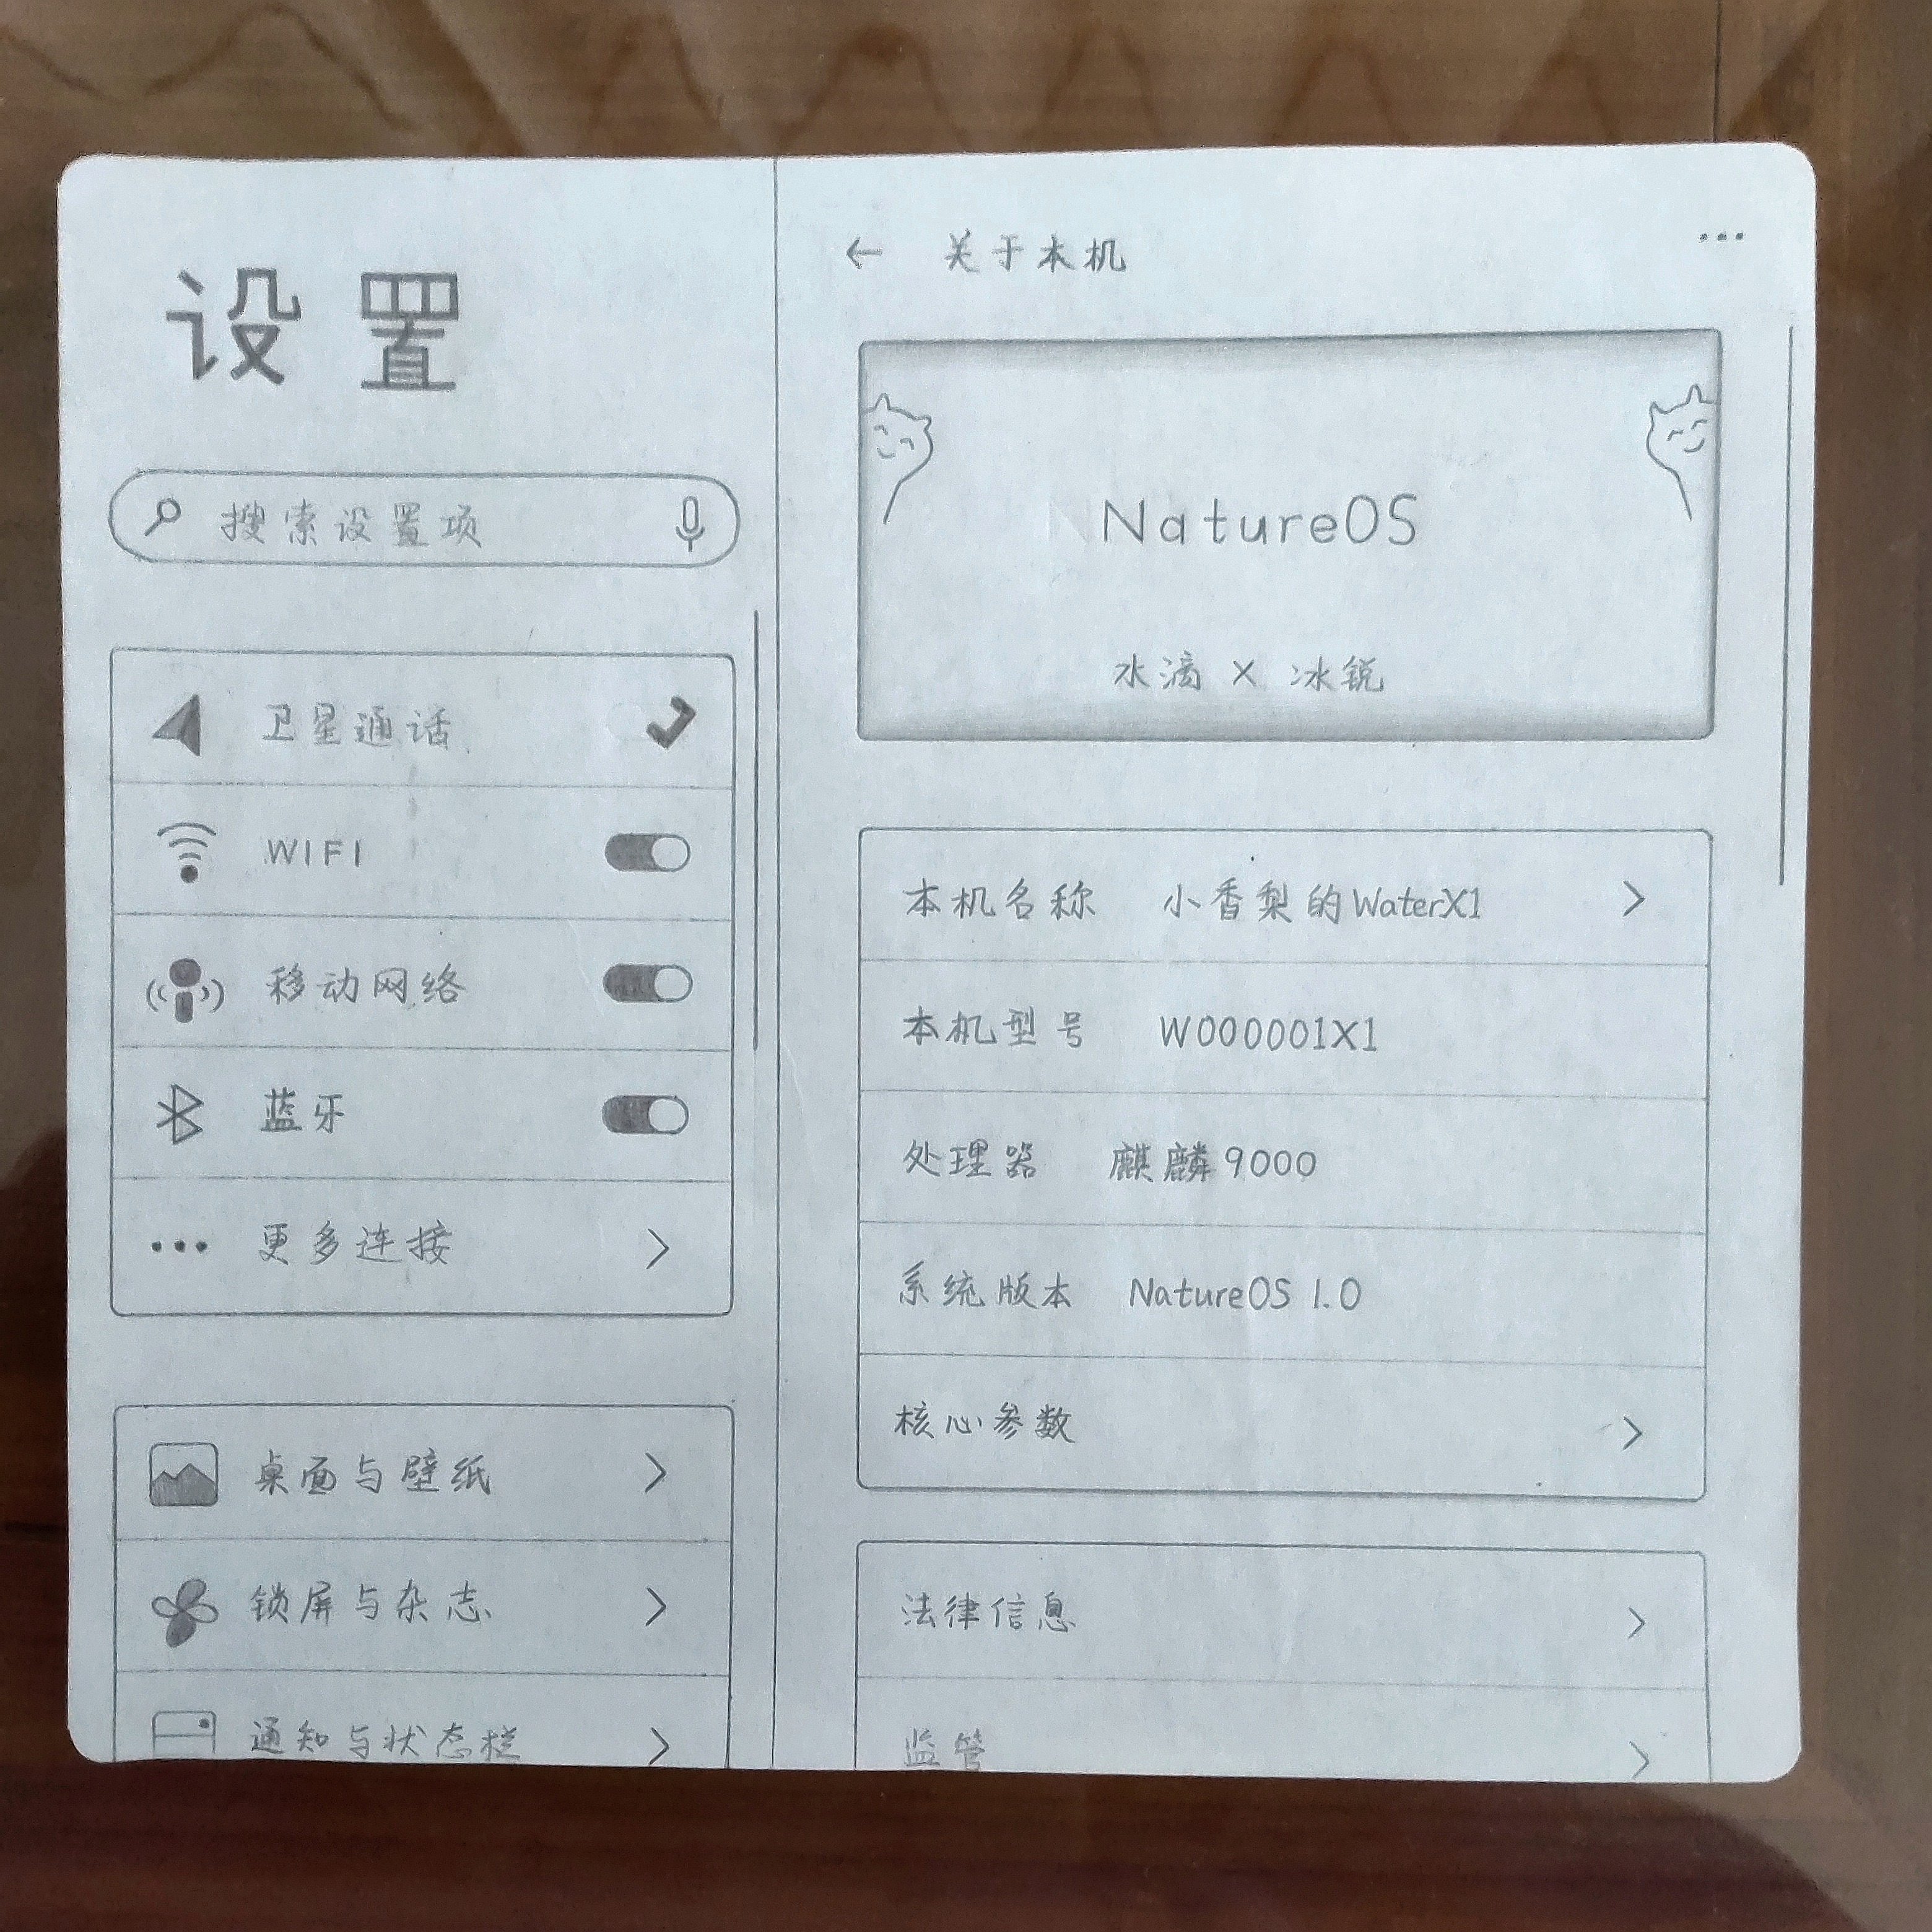 设置
搜索设置项
卫星通话
WIFI
移动网络
蓝牙
更多连接
桌面与壁纸
锁屏与杂志
通知与状态栏
关于本机
NatureOS
水滴 X 冰锐
本机名称 小香梨的WaterX1
本机型号 W000001X1
处理器 麒麟9000
系统版本 NatureOS 1.0
核心参数
法律信息
监管